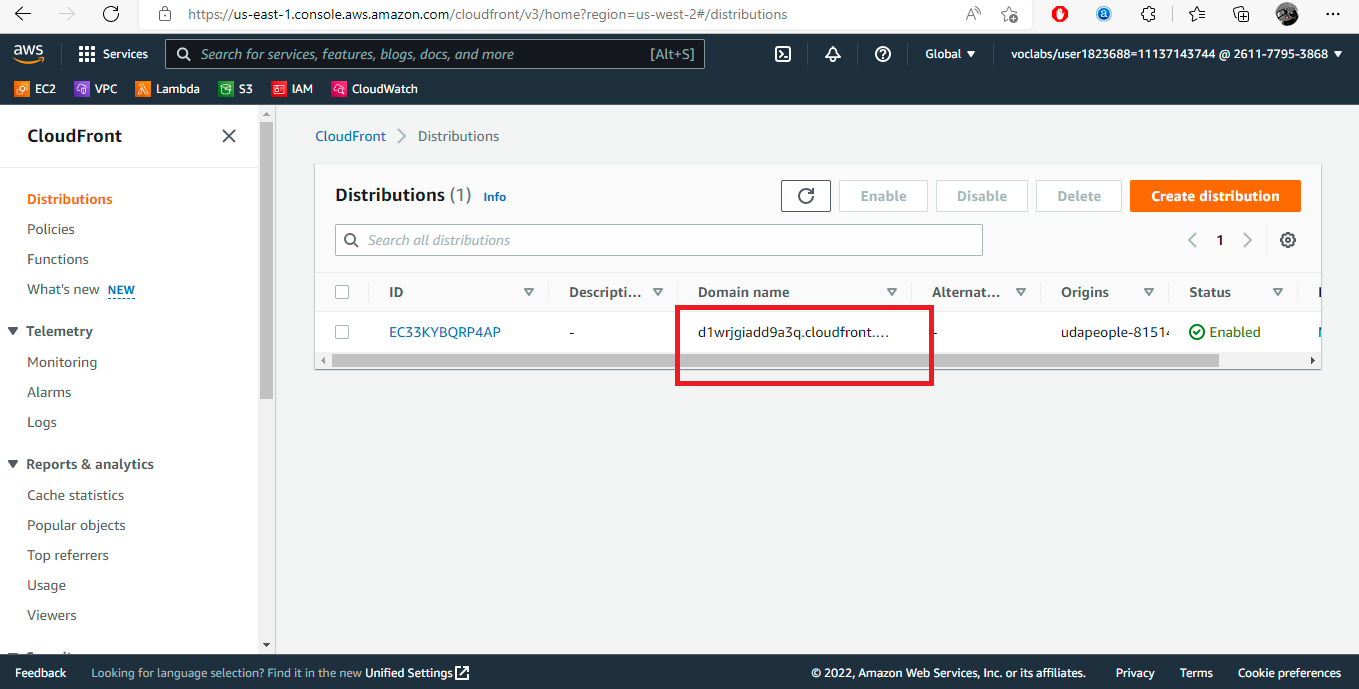 https://us-east-1.console.aws.amazon.com/cloudfront/v3/home?region=us-west-2#/distributions
aws Services Search for services, features, blogs, docs, and more [Alt+S] Global voclabs/user1823688=11137143744 @ 2611-7795-3868
EC2 VPC Lambda S3 IAM CloudWatch
CloudFront
Distributions
Policies
Functions
What's new NEW
Telemetry
Monitoring
Alarms
Logs
Reports & analytics
Cache statistics
Popular objects
Top referrers
Usage
Viewers
CloudFront Distributions
Distributions (1) Info Enable Disable Delete Create distribution
Search all distributions 1
ID Descripti... Domain name Alternat... Origins Status
EC33KYBQRP4AP - d1wrjgiadd9a3q.cloudfront.... - udapeople-81514 Enabled
Feedback Looking for language selection? Find it in the new Unified Settings © 2022, Amazon Web Services, Inc. or its affiliates. Privacy Terms Cookie preferences